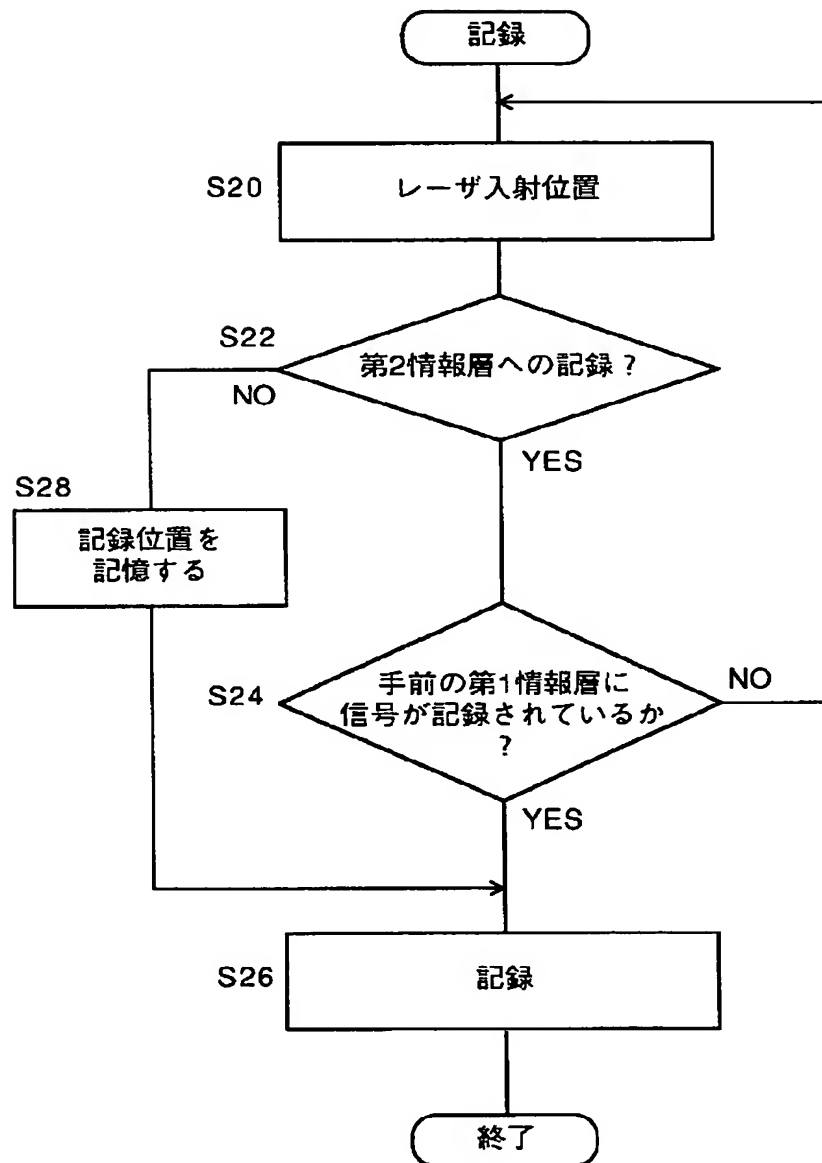 記録
S20
レーザ入射位置
S22
第2情報層への記録？
NO
YES
S28
記録位置を
記憶する
S24
手前の第1情報層に
信号が記録されているか
？
NO
YES
S26
記録
終了